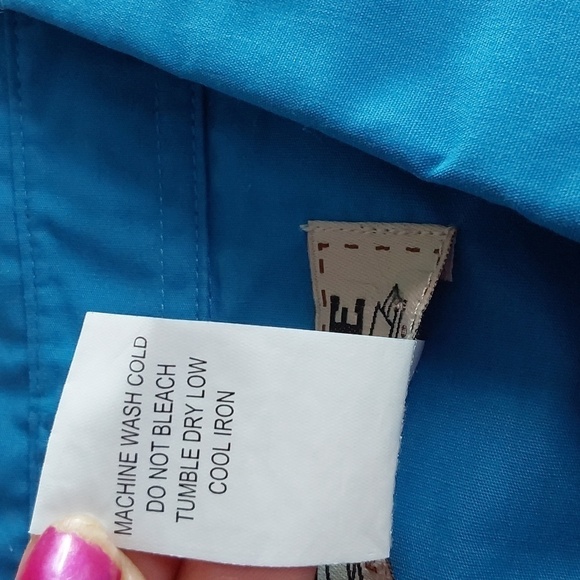 MACHINE WASH COLD
DO NOT BLEACH
TUMBLE DRY LOW
COOL IRON